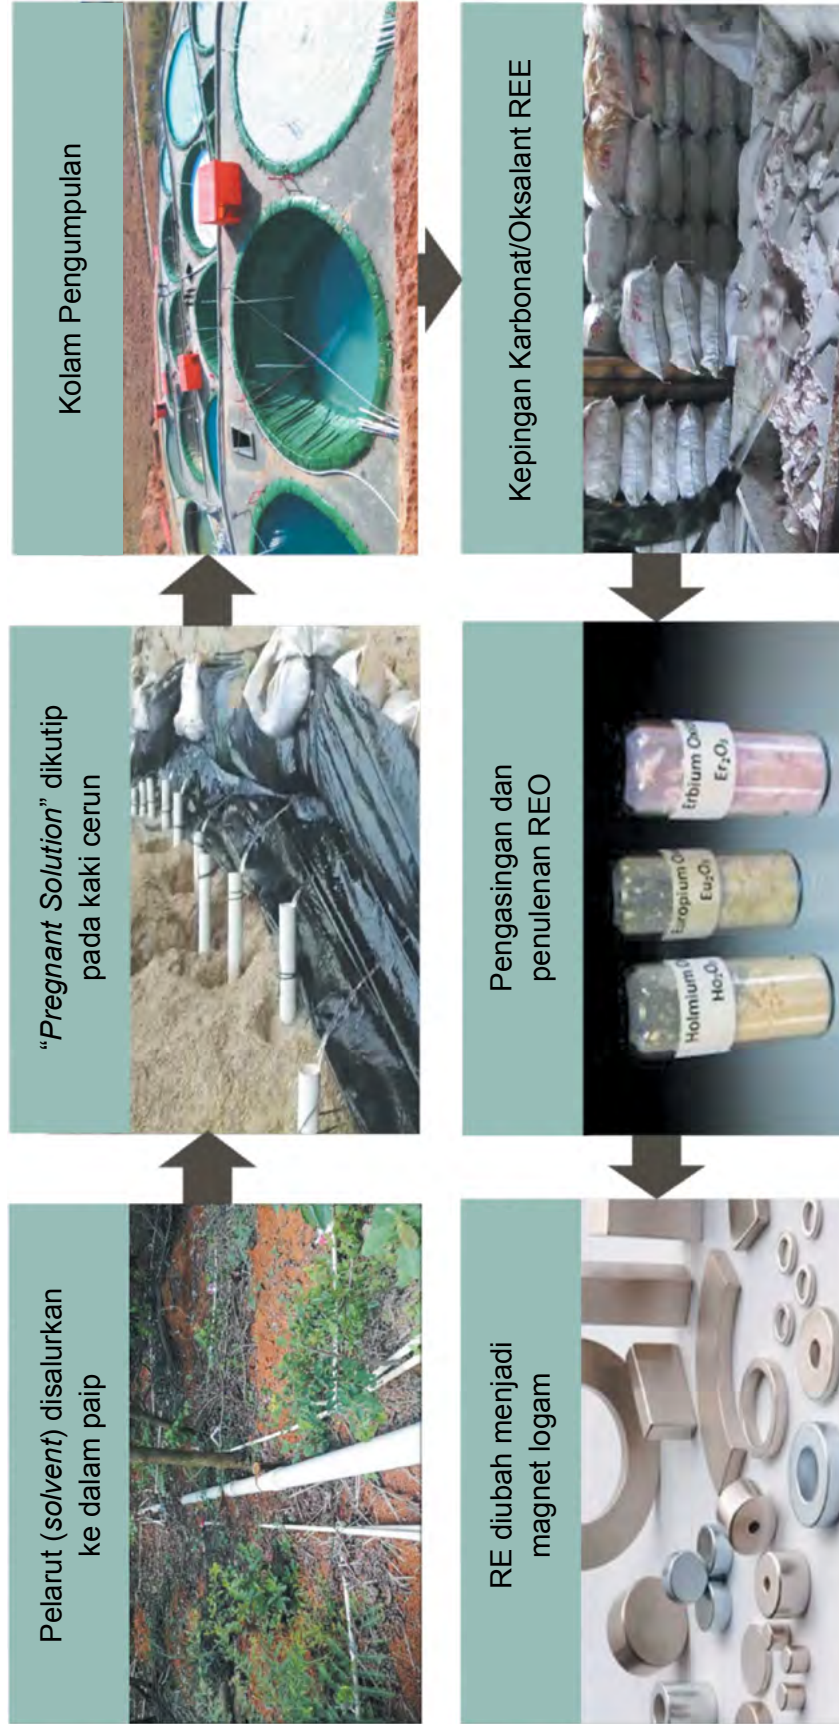 Pelarut (solvent) disalurkan
ke dalam paip
“Pregnant Solution” dikutip
pada kaki cerun
Kolam Pengumpulan
Kepingan Karbonat/Oksalant REE
Pengasingan dan
penulenan REO
Holmium
Ho₂O₃
Europium
Eu₂O₃
Erbium
Er₂O₃
RE diubah menjadi
magnet logam